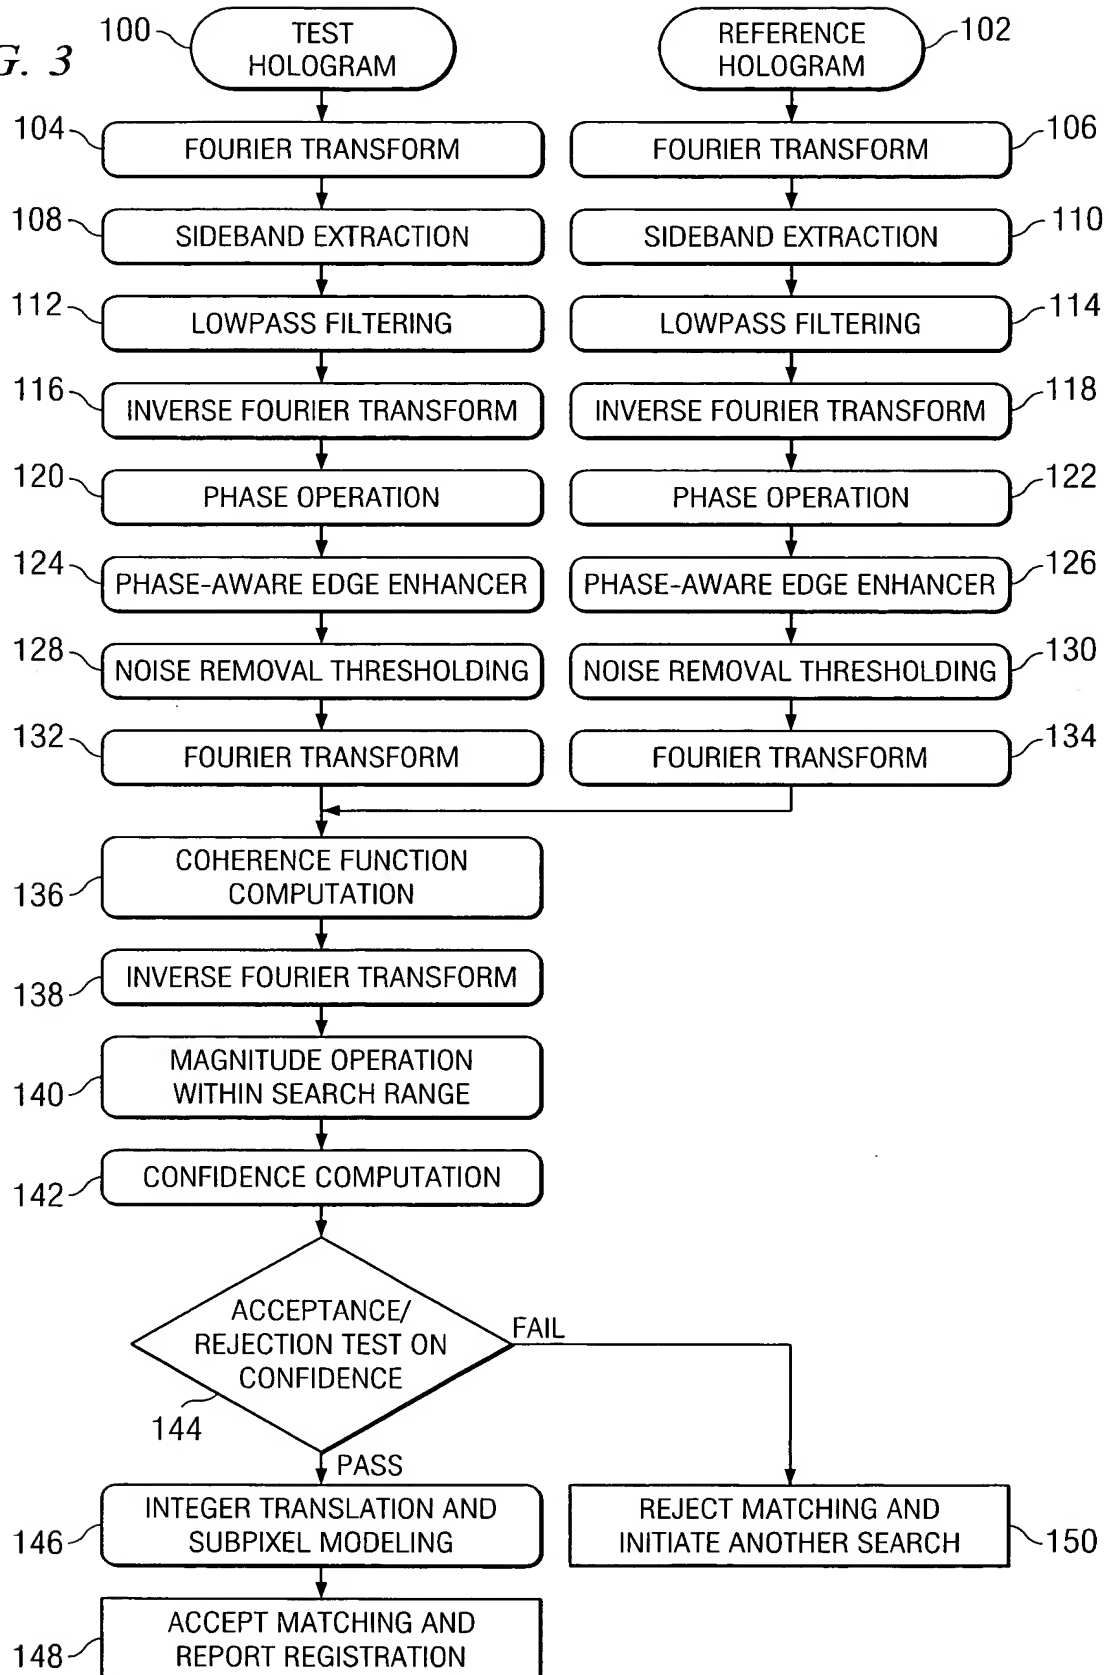 G. 3
100
TEST
HOLOGRAM
REFERENCE
HOLOGRAM
102
104
FOURIER TRANSFORM
FOURIER TRANSFORM
106
108
SIDEBAND EXTRACTION
SIDEBAND EXTRACTION
110
112
LOWPASS FILTERING
LOWPASS FILTERING
114
116
INVERSE FOURIER TRANSFORM
INVERSE FOURIER TRANSFORM
118
120
PHASE OPERATION
PHASE OPERATION
122
124
PHASE-AWARE EDGE ENHANCER
PHASE-AWARE EDGE ENHANCER
126
128
NOISE REMOVAL THRESHOLDING
NOISE REMOVAL THRESHOLDING
130
132
FOURIER TRANSFORM
FOURIER TRANSFORM
134
COHERENCE FUNCTION
COMPUTATION
136
INVERSE FOURIER TRANSFORM
138
MAGNITUDE OPERATION
WITHIN SEARCH RANGE
140
CONFIDENCE COMPUTATION
142
ACCEPTANCE/
REJECTION TEST ON
CONFIDENCE
FAIL
144
PASS
INTEGER TRANSLATION AND
SUBPIXEL MODELING
146
REJECT MATCHING AND
INITIATE ANOTHER SEARCH
150
ACCEPT MATCHING AND
REPORT REGISTRATION
148